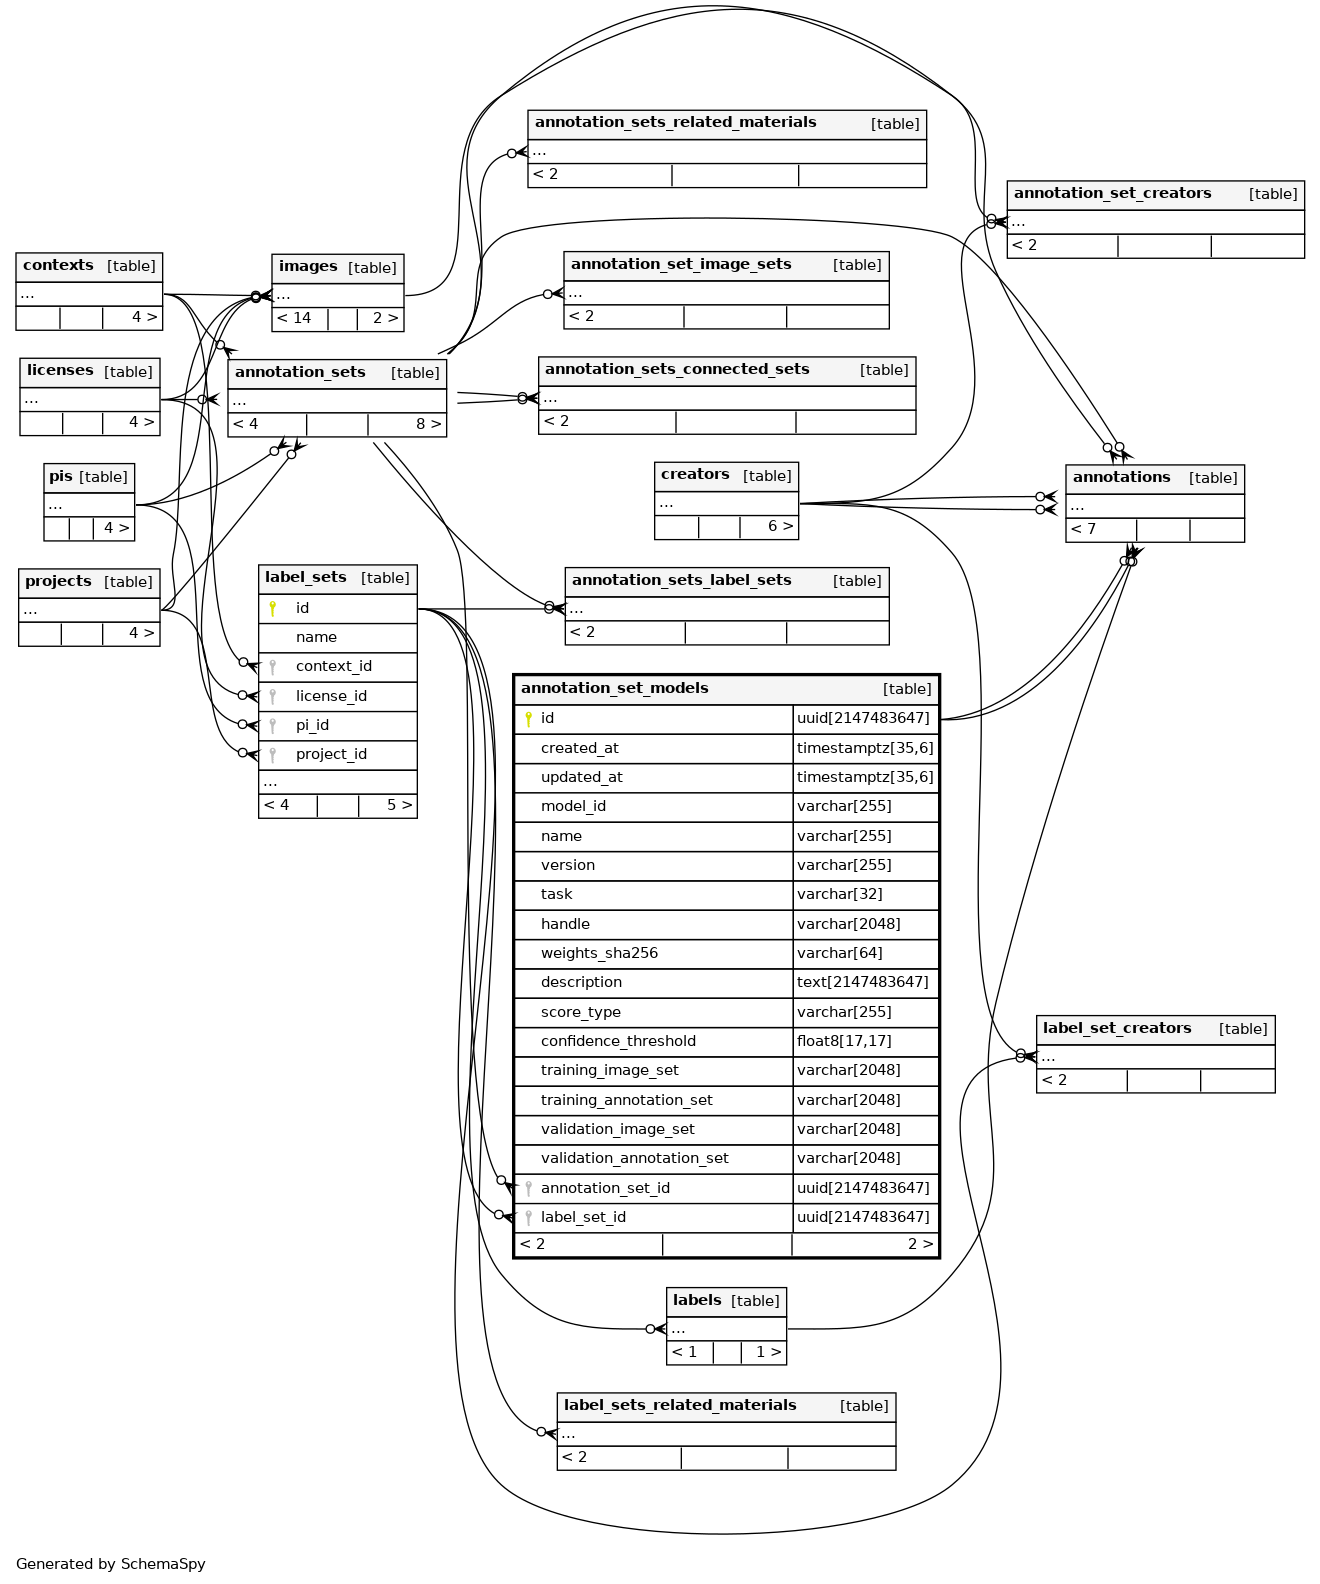 annotation_sets_related_materials [table]
...
< 2
annotation_set_creators [table]
...
< 2
contexts [table]
...
4 >
images [table]
...
< 14 2 >
annotation_set_image_sets [table]
...
< 2
licenses [table]
...
4 >
annotation_sets [table]
...
< 4 8 >
annotation_sets_connected_sets [table]
...
< 2
pis [table]
...
4 >
creators [table]
...
6 >
annotations [table]
...
< 7
projects [table]
...
4 >
label_sets [table]
id
name
context_id
license_id
pi_id
project_id
...
< 4 5 >
annotation_sets_label_sets [table]
...
< 2
annotation_set_models [table]
id uuid[2147483647]
created_at timestamptz[35,6]
updated_at timestamptz[35,6]
model_id varchar[255]
name varchar[255]
version varchar[255]
task varchar[32]
handle varchar[2048]
weights_sha256 varchar[64]
description text[2147483647]
score_type varchar[255]
confidence_threshold float8[17,17]
training_image_set varchar[2048]
training_annotation_set varchar[2048]
validation_image_set varchar[2048]
validation_annotation_set varchar[2048]
annotation_set_id uuid[2147483647]
label_set_id uuid[2147483647]
< 2 2 >
label_set_creators [table]
...
< 2
labels [table]
...
< 1 1 >
label_sets_related_materials [table]
...
< 2
Generated by SchemaSpy